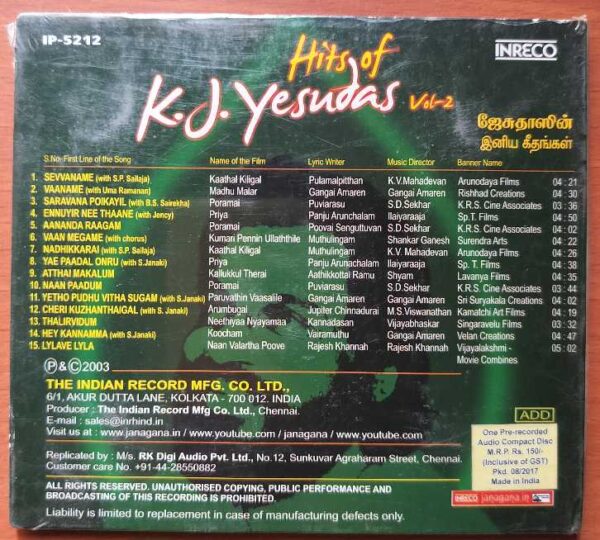 IP-5212
INRECO
Hits of
K.J. Yesudas Vol-2
ஜேசுதாஸின்
இனிய கீதங்கள்
S.No. First Line of the Song Name of the Film Lyric Writer Music Director Banner Name
1. SEVVANAME (with S.P. Sailaja) Kaathal Kiligal Pulamalpitthan K.V.Mahadevan Arunodaya Films 04 : 21
2. VAANAME (with Uma Ramanan) Madhu Malar Gangai Amaren Gangai Amaren Rishhad Creations 04 : 30
3. SARAVANA POIKAYIL (with B.S. Sairekha) Poramai Puviarasu S.D.Sekhar K.R.S. Cine Associates 03 : 36
4. ENNUYIR NEE THAANE (with Jency) Priya Panju Arunchalam Ilaiyaraaja Sp.T. Films 04 : 50
5. AANANDA RAAGAM Poramai Poovai Senguttuvan S.D.Sekhar K.R.S. Cine Associates 04 : 02
6. VAAN MEGAME (with chorus) Kumari Pennin Ullaththile Muthulingam Shankar Ganesh Surendra Arts 04 : 22
7. NADHIKKARAI (with S.P. Sailaja) Kaathal Kiligal Muthulingam K.V. Mahadevan Arunodaya Films 04 : 26
8. YAE PAADAL ONRU (with S.Janaki) Priya Panju Arunachalam Ilaiyaraaja Sp. T. Films 04 : 38
9. ATTHAI MAKALUM Kallukkul Therai Aathikkottai Ramu Shyam Lavanya Films 04 : 35
10. NAAN PAADUM Poramai Puviarasu S.D.Sekhar K.R.S. Cine Associates 03 : 44
11. YETHO PUDHU VITHA SUGAM (with S.Janaki) Paruvathin Vaasalile Gangai Amaren Gangai Amaren Sri Suryakala Creations 04 : 02
12. CHERI KUZHANTHAIGAL (with S. Janaki) Arumbugal Jupiter Chinnadurai M.S.Viswanathan Kamatchi Art Films 04 : 19
13. THALIRVIDUM Neethiyaa Nyayamaa Kannadasan Vijayabhaskar Singaravelu Films 03 : 32
14. HEY KANNAMMA (with S. Janaki) Koocham Vairamuthu Gangai Amaren Velan Creations 04 : 47
15. LYLAVE LYLA Naan Valartha Poove Rajesh Khannah Rajesh Khannah Vijayalakshmi - 05 : 02
Movie Combines
Ⓟ & © 2003
THE INDIAN RECORD MFG. CO. LTD.,
6/1, AKUR DUTTA LANE, KOLKATA - 700 012. INDIA
Producer : The Indian Record Mfg Co. Ltd., Chennai.
E-mail : sales@inrhind.in
Visit us at : www.janagana.in / www.youtube.com / janagana / www.youtube.com
Replicated by : M/s. RK Digi Audio Pvt. Ltd., No.12, Sunkuvar Agraharam Street, Chennai.
Customer care No. +91-44-28550882
ALL RIGHTS RESERVED. UNAUTHORISED COPYING, PUBLIC PERFORMANCE AND
BROADCASTING OF THIS RECORDING IS PROHIBITED.
Liability is limited to replacement in case of manufacturing defects only.
ADD
One Pre-recorded
Audio Compact Disc
M.R.P. Rs. 150/-
(Inclusive of GST)
Pkd. 08/2017
Made in India
INRECO janagana.in